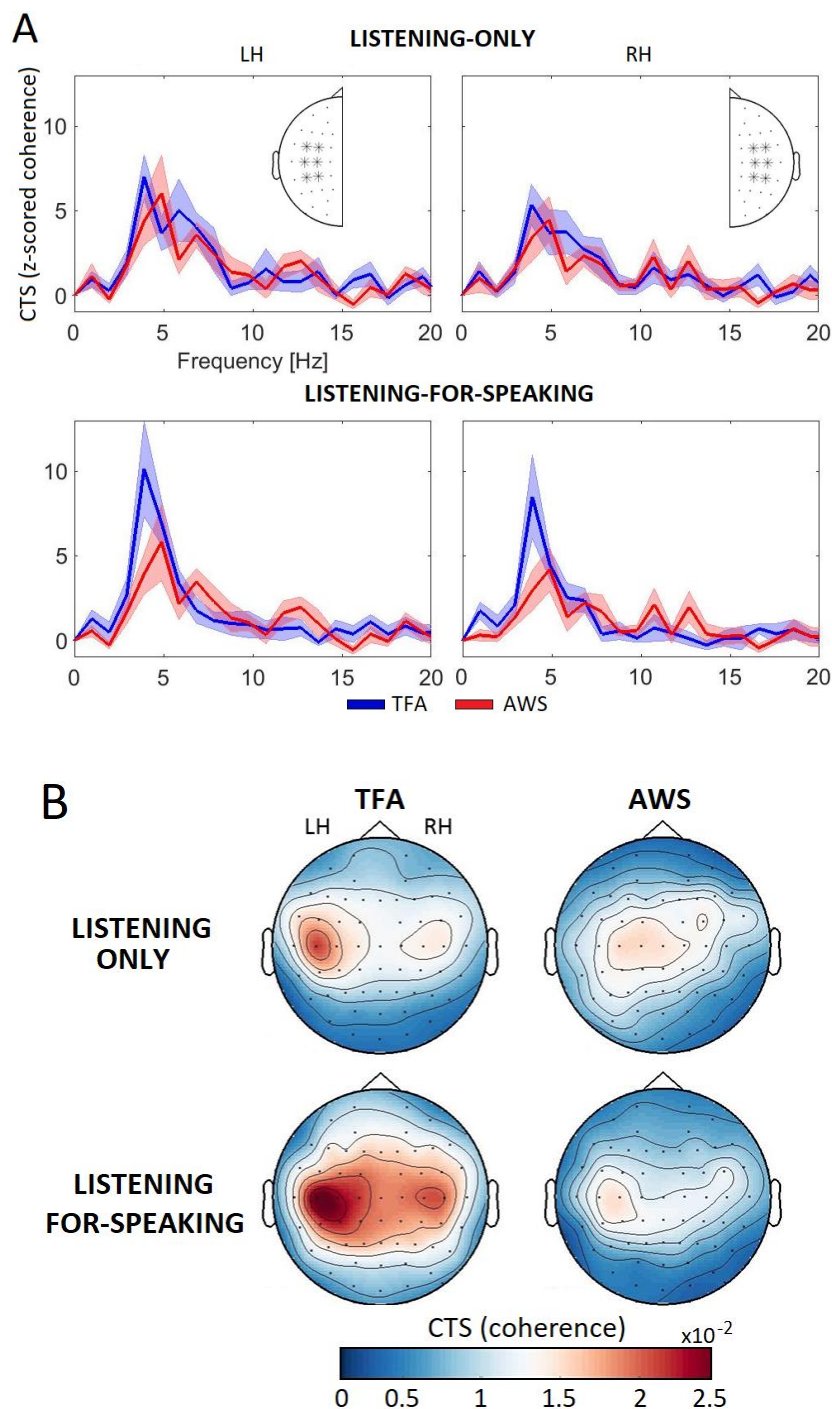 A
LISTENING-ONLY
LH RH
CTS (z-scored coherence)
10
5
0
0 5 10 15 20 0 5 10 15 20
Frequency [Hz]
LISTENING-FOR-SPEAKING
10
5
0
0 5 10 15 20 0 5 10 15 20
TFA AWS
B
TFA AWS
LH RH
LISTENING
ONLY
LISTENING
FOR-SPEAKING
CTS (coherence) x10-2
0 0.5 1 1.5 2 2.5